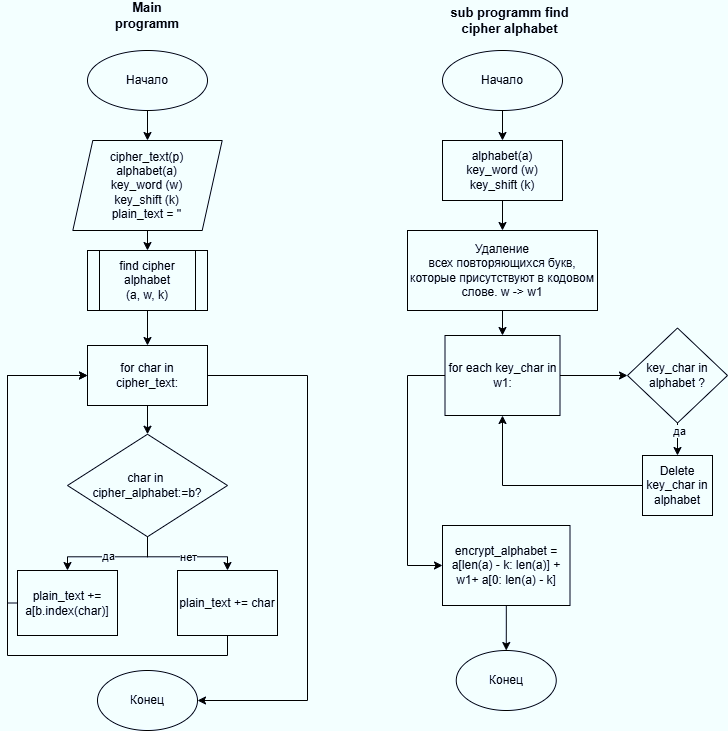 Main
programm
Начало
cipher_text(p)
alphabet(a)
key_word (w)
key_shift (k)
plain_text = "
find cipher
alphabet
(a, w, k)
for char in
cipher_text:
char in
cipher_alphabet:=b?
да
нет
plain_text +=
a[b.index(char)]
plain_text += char
Конец
sub programm find
cipher alphabet
Начало
alphabet(a)
key_word (w)
key_shift (k)
Удаление
всех повторяющихся букв,
которые присутствуют в кодовом
слове. w -> w1
for each key_char in
w1:
key_char in
alphabet ?
да
Delete
key_char in
alphabet
encrypt_alphabet =
a[len(a) - k: len(a)] +
w1+ a[0: len(a) - k]
Конец